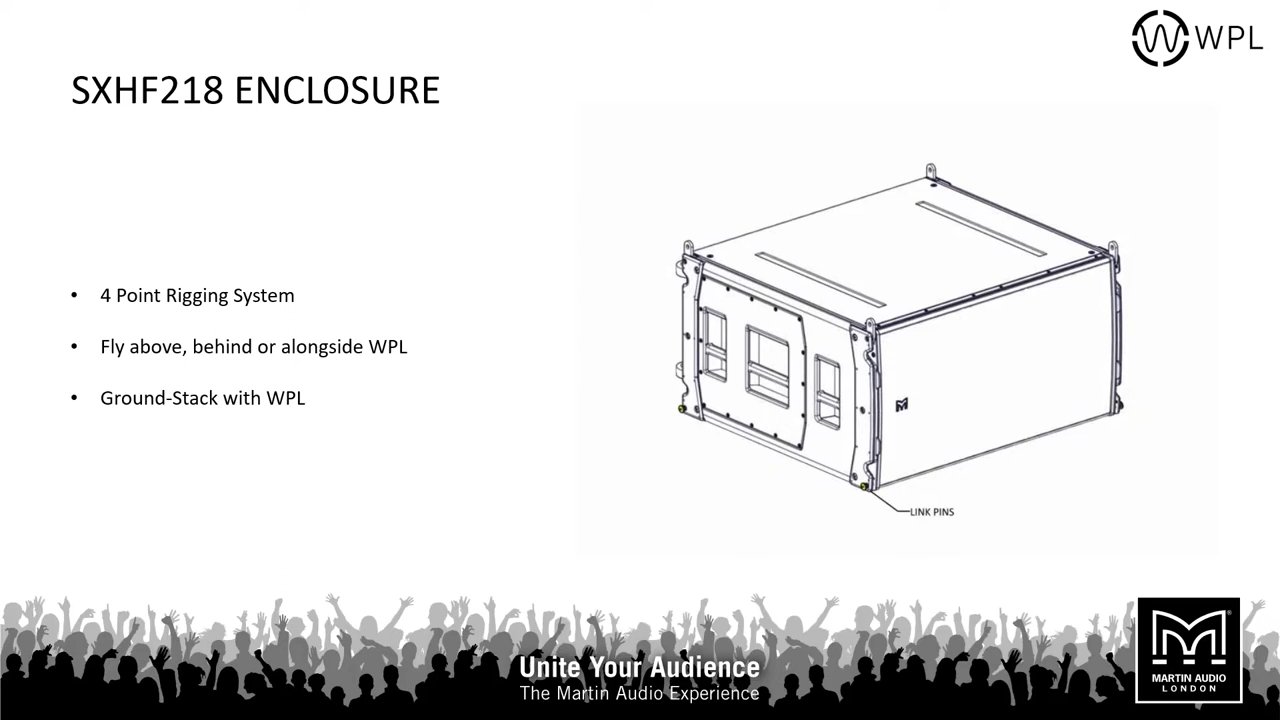 WPL
SXHF218 ENCLOSURE
• 4 Point Rigging System
• Fly above, behind or alongside WPL
• Ground-Stack with WPL
LINK PINS
Unite Your Audience
The Martin Audio Experience
®
MARTIN AUDIO
LONDON